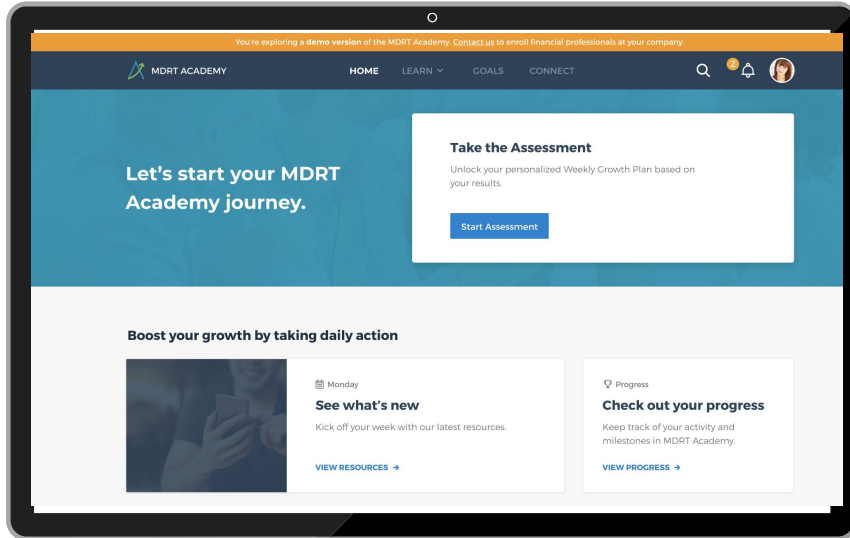 You're exploring a demo version of the MDRT Academy. Contact us to enroll financial professionals at your company.
MDRT ACADEMY HOME LEARN GOALS CONNECT 2
Let's start your MDRT
Academy journey.
Take the Assessment
Unlock your personalized Weekly Growth Plan based on
your results.
Start Assessment
Boost your growth by taking daily action
Monday
See what's new
Kick off your week with our latest resources.
VIEW RESOURCES →
Progress
Check out your progress
Keep track of your activity and
milestones in MDRT Academy.
VIEW PROGRESS →